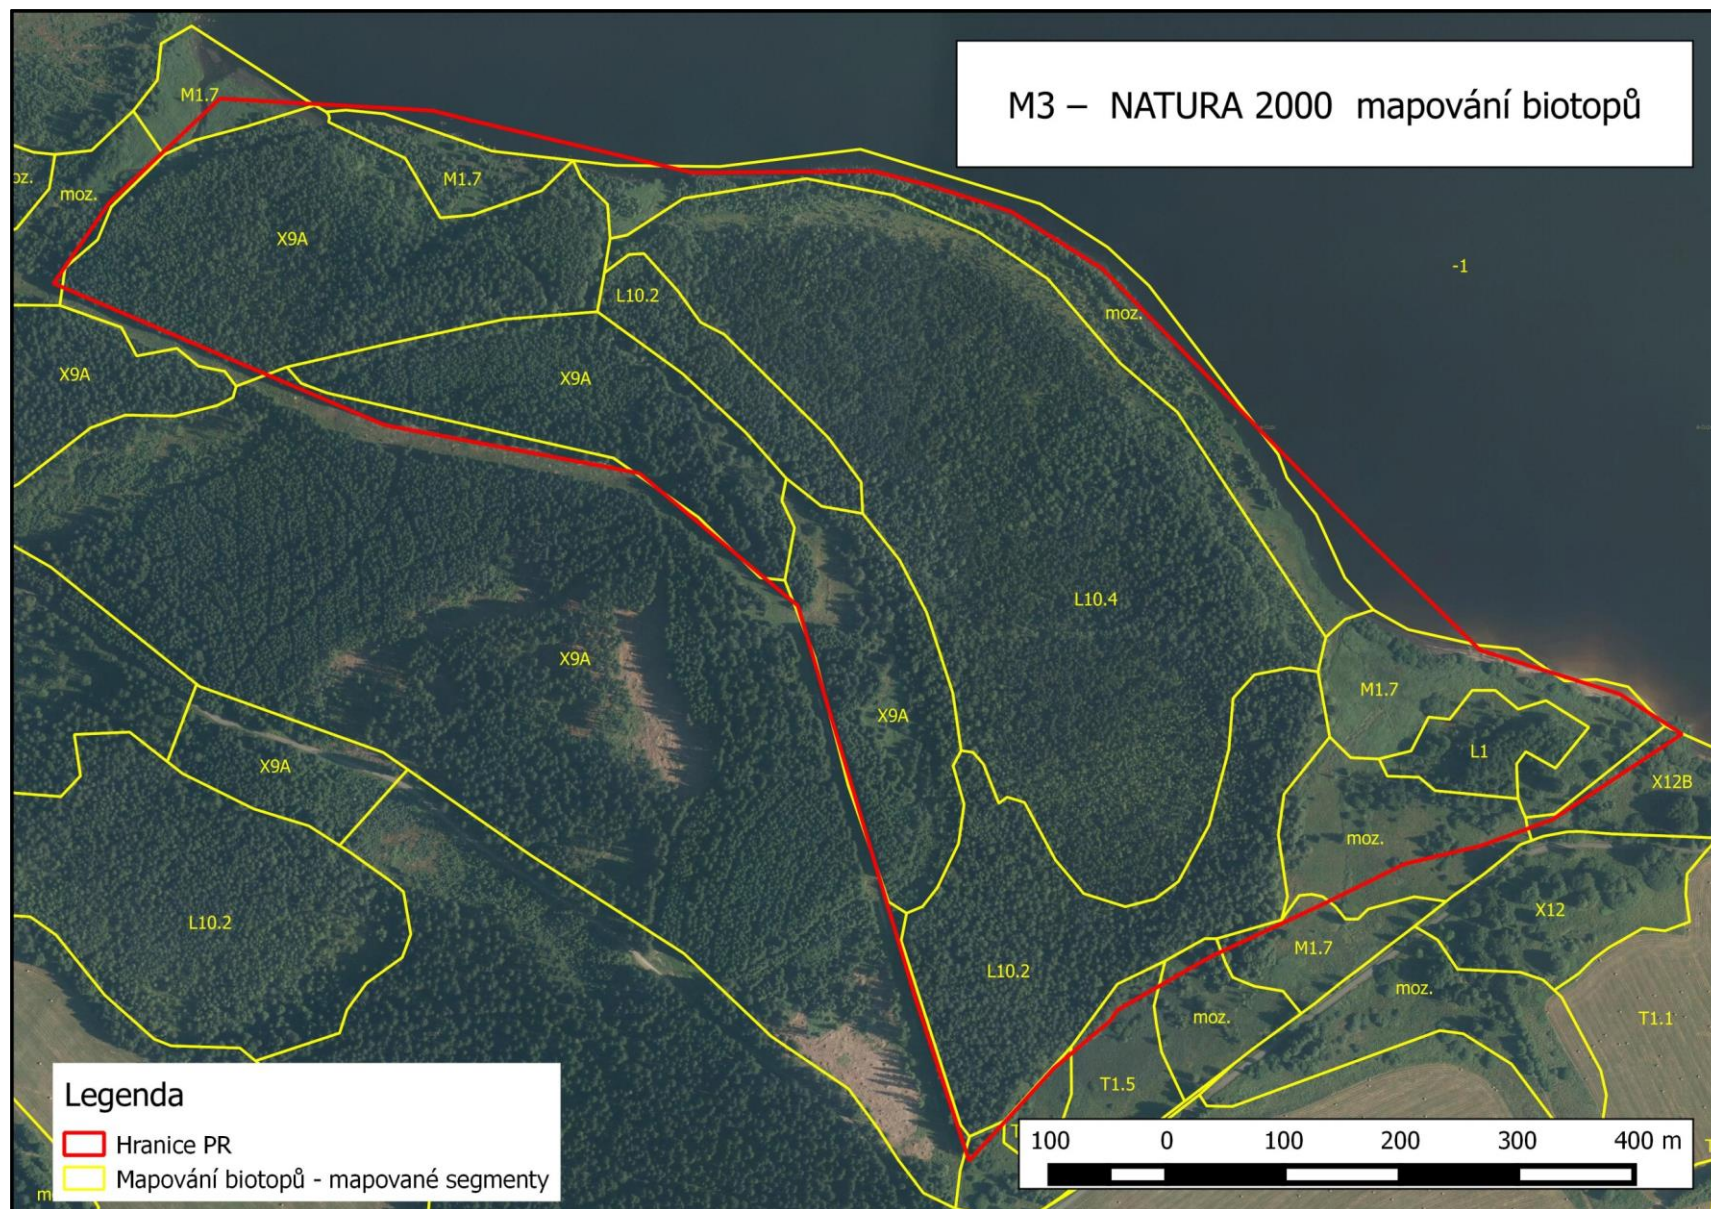 M3 – NATURA 2000 mapování biotopů
M1.7
oz.
moz.
M1.7
X9A
-1
L10.2
moz.
X9A
X9A
L10.4
X9A
M1.7
X9A
L1
X9A
X12B
moz.
L10.2
X12
M1.7
L10.2
moz.
moz.
T1.1
T1.5
Legenda
Hranice PR
Mapování biotopů - mapované segmenty
100 0 100 200 300 400 m